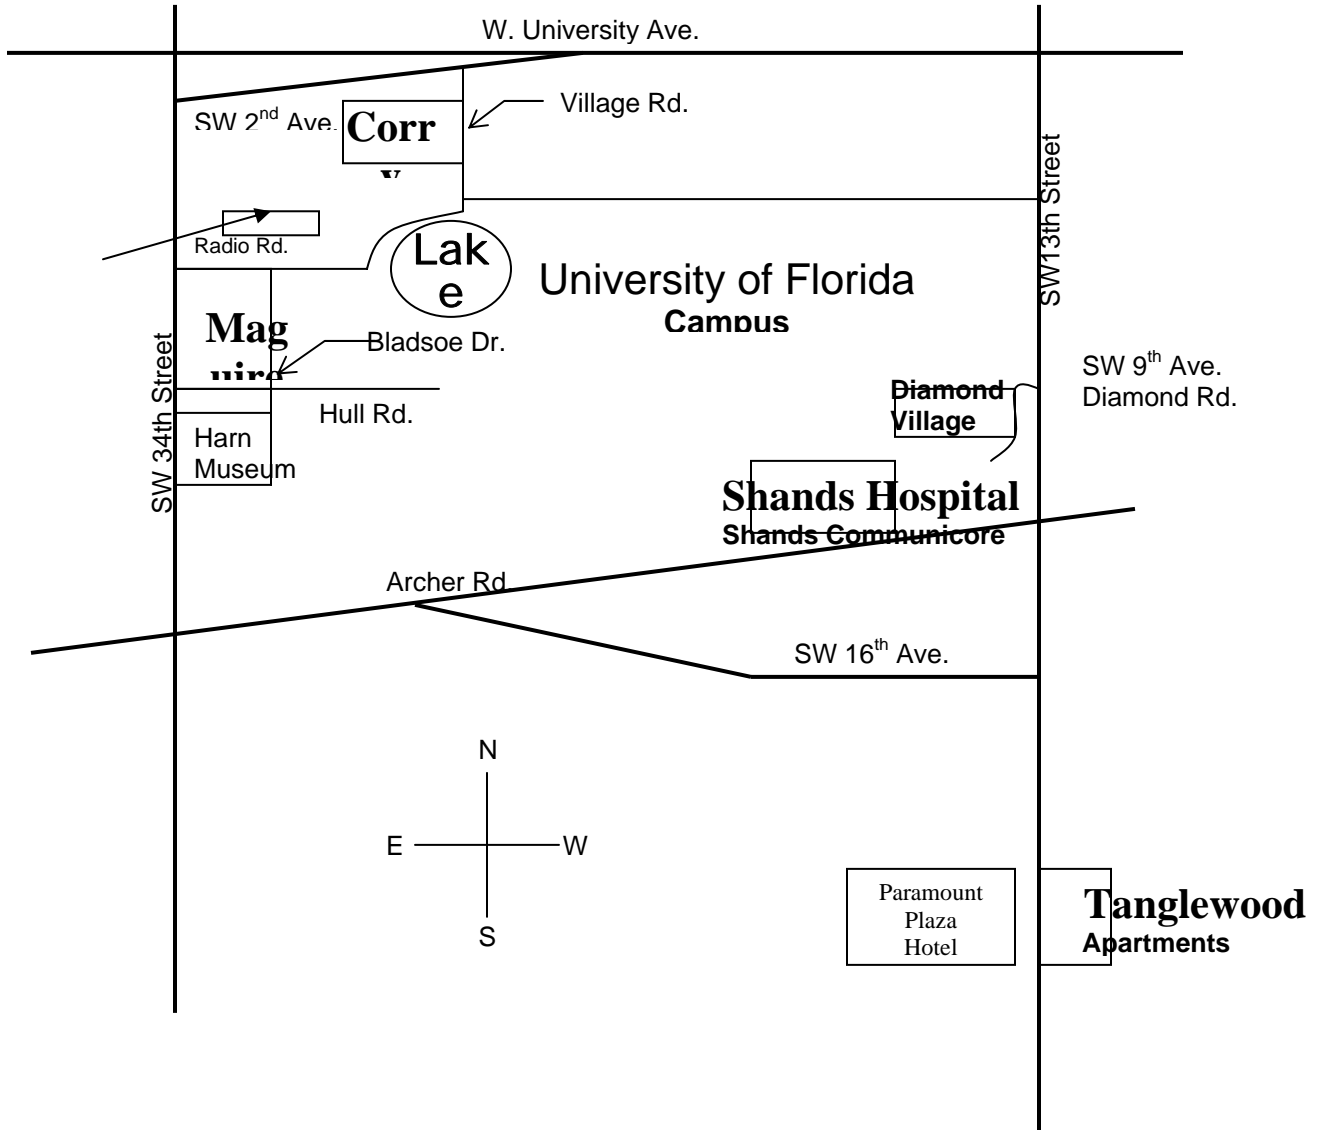 W. University Ave.
Village Rd.
SW 2nd Ave.
Corr
y
SW13th Street
Radio Rd.
Lak
e
University of Florida
Campus
Mag
uire
Bladsoe Dr.
SW 34th Street
SW 9th Ave.
Diamond Rd.
Diamond
Village
Hull Rd.
Harn
Museum
Shands Hospital
Shands Communicore
Archer Rd.
SW 16th Ave.
N
E
W
S
Paramount
Plaza
Hotel
Tanglewood
Apartments